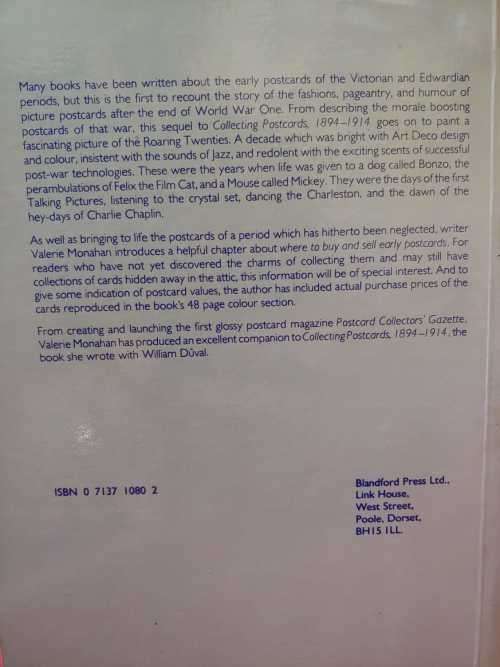 Many books have been written about the early postcards of the Victorian and Edwardian
periods, but this is the first to recount the story of the fashions, pageantry, and humour of
picture postcards after the end of World War One. From describing the morale boosting
postcards of that war, this sequel to Collecting Postcards, 1894–1914 goes on to paint a
fascinating picture of the Roaring Twenties. A decade which was bright with Art Deco design
and colour, insistent with the sounds of Jazz, and redolent with the exciting scents of successful
post-war technologies. These were the years when life was given to a dog called Bonzo, the
perambulations of Felix the Film Cat, and a Mouse called Mickey. They were the days of the first
Talking Pictures, listening to the crystal set, dancing the Charleston, and the dawn of the
hey-days of Charlie Chaplin.
As well as bringing to life the postcards of a period which has hitherto been neglected, writer
Valerie Monahan introduces a helpful chapter about where to buy and sell early postcards. For
readers who have not yet discovered the charms of collecting them and may still have
collections of cards hidden away in the attic, this information will be of special interest. And to
give some indication of postcard values, the author has included actual purchase prices of the
cards reproduced in the book's 48 page colour section.
From creating and launching the first glossy postcard magazine Postcard Collectors' Gazette,
Valerie Monahan has produced an excellent companion to Collecting Postcards, 1894–1914, the
book she wrote with William Dûval.
ISBN 0 7137 1080 2
Blandford Press Ltd.,
Link House,
West Street,
Poole, Dorset,
BH15 1LL.